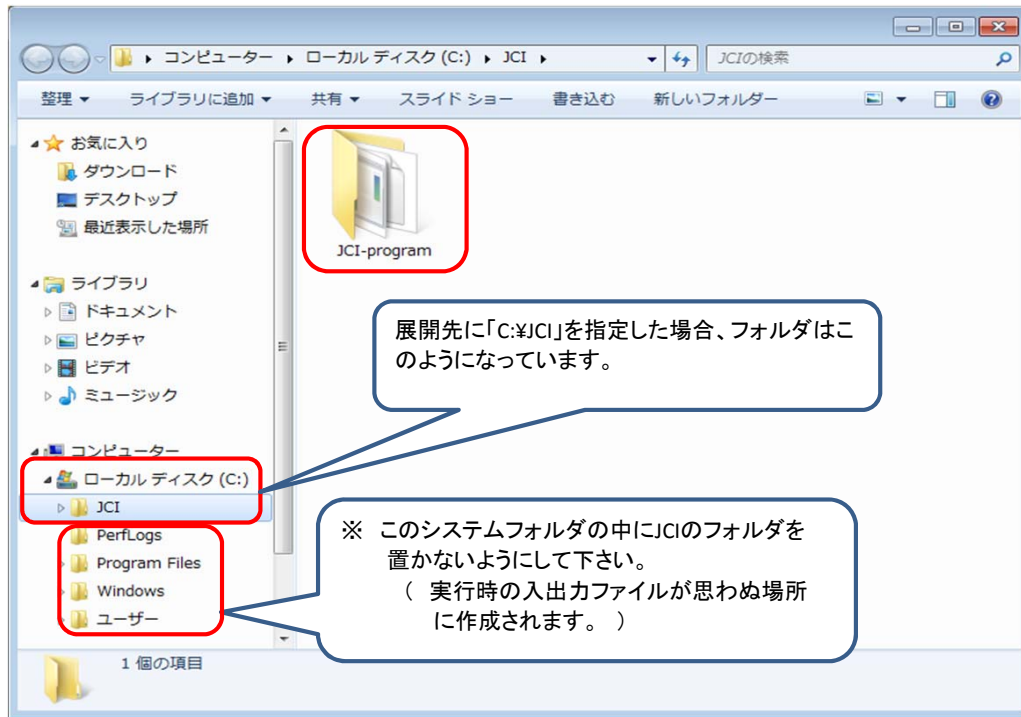 コンピューター ▸ ローカル ディスク (C:) ▸ JCI ▸
JCIの検索
整理 ▼ ライブラリに追加 ▼ 共有 ▼ スライド ショー 書き込む 新しいフォルダー
お気に入り
ダウンロード
デスクトップ
最近表示した場所
ライブラリ
ドキュメント
ピクチャ
ビデオ
ミュージック
コンピューター
ローカル ディスク (C:)
JCI
PerfLogs
Program Files
Windows
ユーザー
JCI-program
展開先に「C:¥JCI」を指定した場合、フォルダはこ
のようになっています。
※ このシステムフォルダの中にJCIのフォルダを
置かないようにして下さい。
（ 実行時の入出力ファイルが思わぬ場所
に作成されます。 ）
1 個の項目